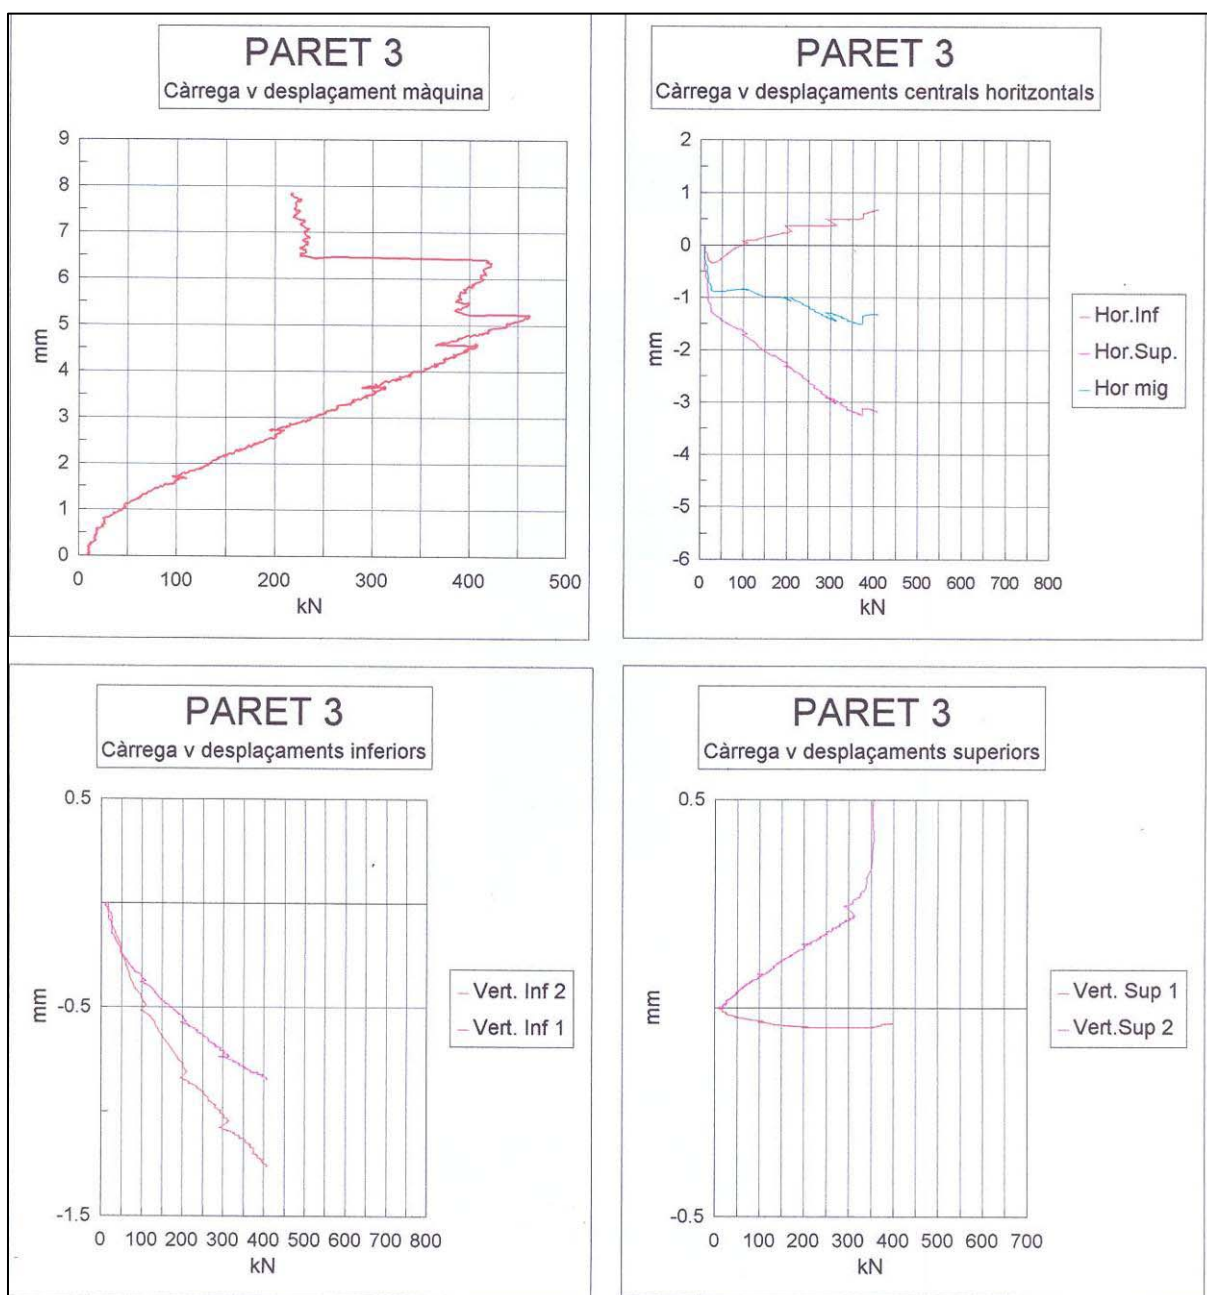 PARET 3
Càrrega v desplaçament màquina
9
8
7
6
5
4
3
2
1
0
mm
0 100 200 300 400 500
kN
PARET 3
Càrrega v desplaçaments centrals horitzontals
2
1
0
-1
-2
-3
-4
-5
-6
mm
0 100 200 300 400 500 600 700 800
kN
Hor.Inf
Hor.Sup.
Hor mig
PARET 3
Càrrega v desplaçaments inferiors
0.5
-0.5
-1.5
mm
0 100 200 300 400 500 600 700 800
kN
Vert. Inf 2
Vert. Inf 1
PARET 3
Càrrega v desplaçaments superiors
0.5
-0.5
mm
0 100 200 300 400 500 600 700
kN
Vert. Sup 1
Vert.Sup 2